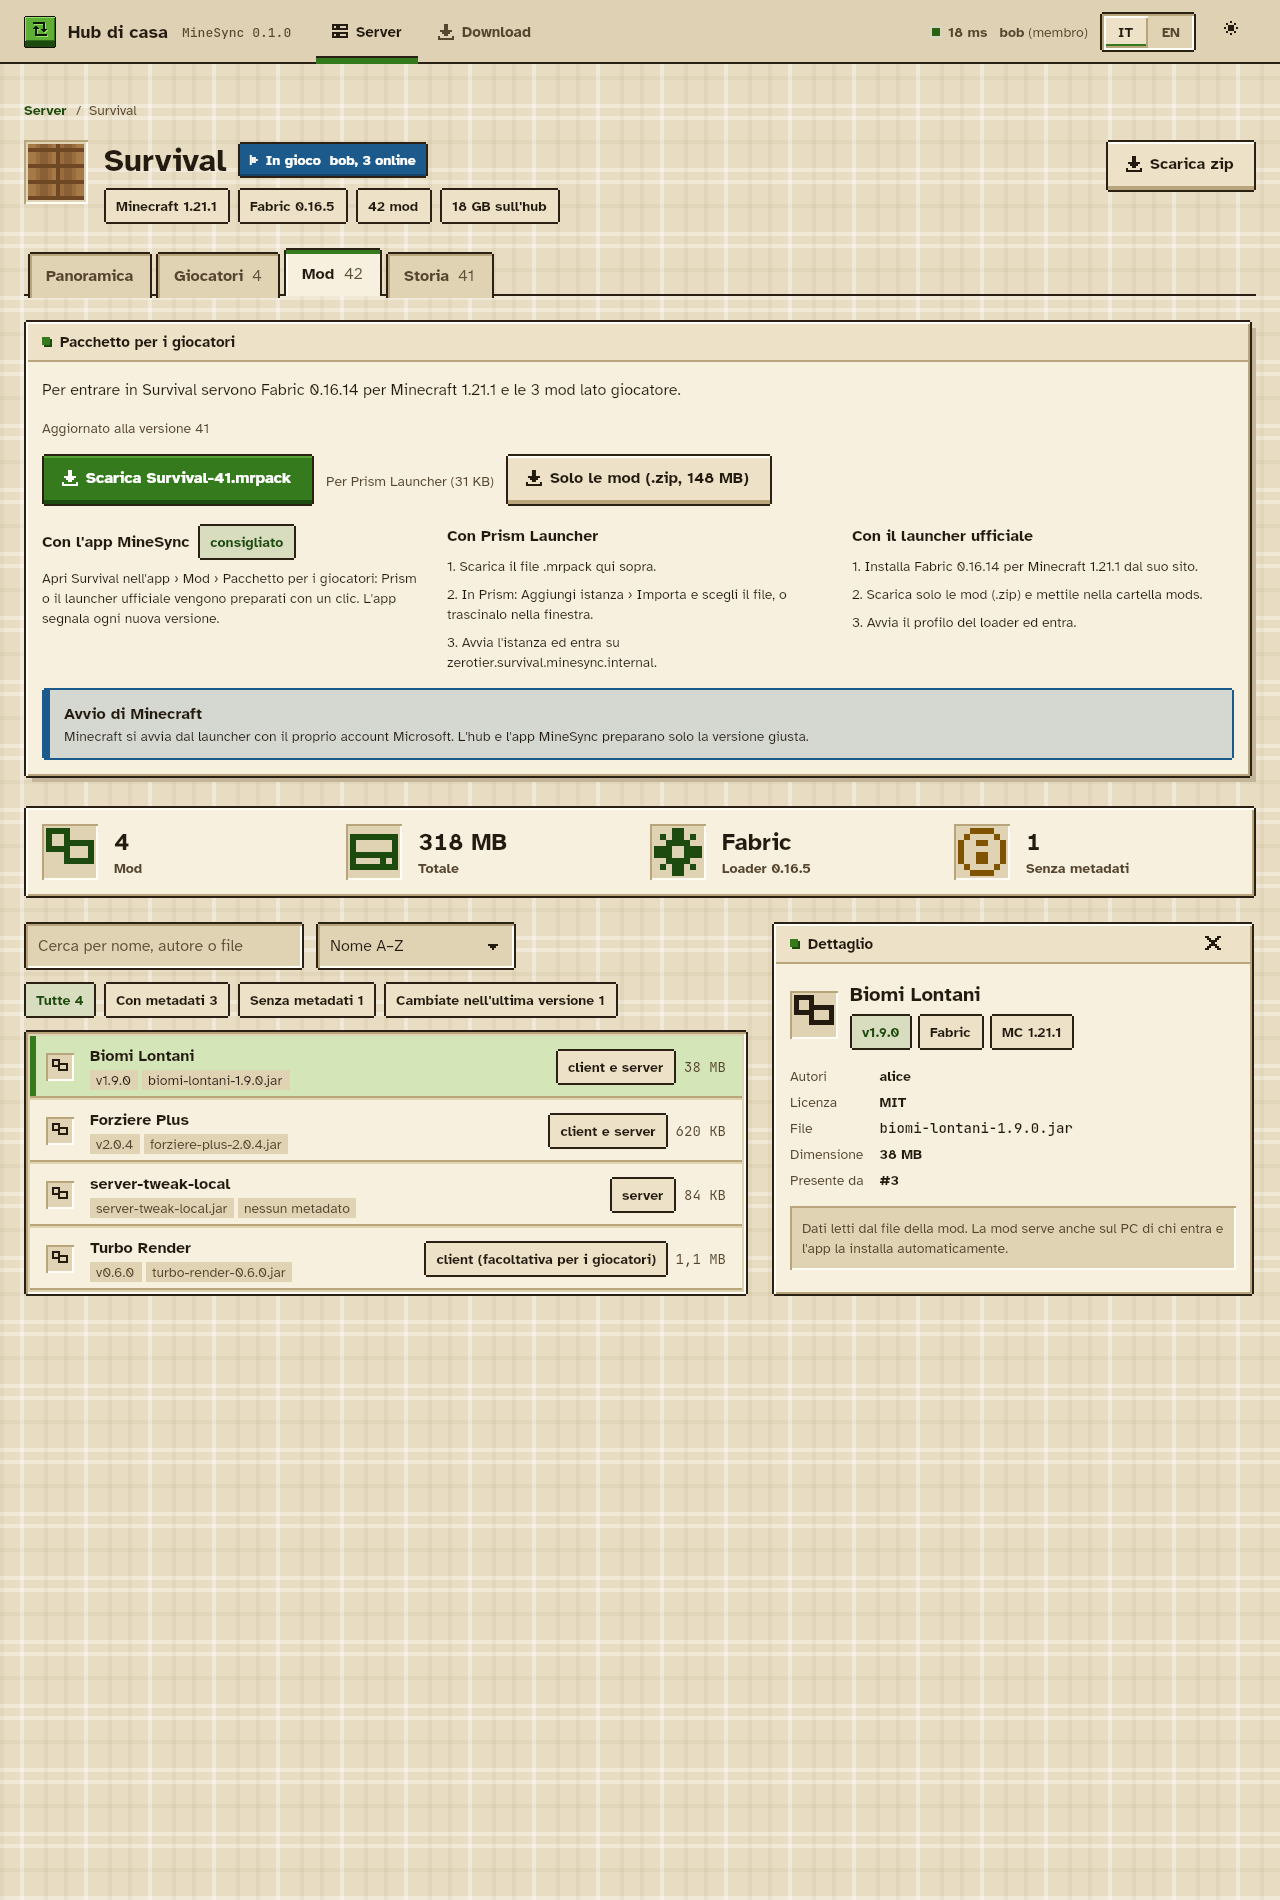 Hub di casa MineSync 0.1.0 Server Download 18 ms bob (membro) IT EN
Server / Survival
Survival In gioco bob, 3 online Scarica zip
Minecraft 1.21.1 Fabric 0.16.5 42 mod 18 GB sull'hub
Panoramica Giocatori 4 Mod 42 Storia 41
Pacchetto per i giocatori
Per entrare in Survival servono Fabric 0.16.14 per Minecraft 1.21.1 e le 3 mod lato giocatore.
Aggiornato alla versione 41
Scarica Survival-41.mrpack Per Prism Launcher (31 KB) Solo le mod (.zip, 148 MB)
Con l'app MineSync consigliato
Apri Survival nell'app › Mod › Pacchetto per i giocatori: Prism
o il launcher ufficiale vengono preparati con un clic. L'app
segnala ogni nuova versione.
Con Prism Launcher
1. Scarica il file .mrpack qui sopra.
2. In Prism: Aggiungi istanza › Importa e scegli il file, o
trascinalo nella finestra.
3. Avvia l'istanza ed entra su
zerotier.survival.minesync.internal.
Con il launcher ufficiale
1. Installa Fabric 0.16.14 per Minecraft 1.21.1 dal suo sito.
2. Scarica solo le mod (.zip) e mettile nella cartella mods.
3. Avvia il profilo del loader ed entra.
Avvio di Minecraft
Minecraft si avvia dal launcher con il proprio account Microsoft. L'hub e l'app MineSync preparano solo la versione giusta.
4
Mod
318 MB
Totale
Fabric
Loader 0.16.5
1
Senza metadati
Cerca per nome, autore o file Nome A–Z
Tutte 4 Con metadati 3 Senza metadati 1 Cambiate nell'ultima versione 1
Biomi Lontani
v1.9.0 biomi-lontani-1.9.0.jar client e server 38 MB
Forziere Plus
v2.0.4 forziere-plus-2.0.4.jar client e server 620 KB
server-tweak-local
server-tweak-local.jar nessun metadato server 84 KB
Turbo Render
v0.6.0 turbo-render-0.6.0.jar client (facoltativa per i giocatori) 1,1 MB
Dettaglio
Biomi Lontani
v1.9.0 Fabric MC 1.21.1
Autori alice
Licenza MIT
File biomi-lontani-1.9.0.jar
Dimensione 38 MB
Presente da #3
Dati letti dal file della mod. La mod serve anche sul PC di chi entra e
l'app la installa automaticamente.